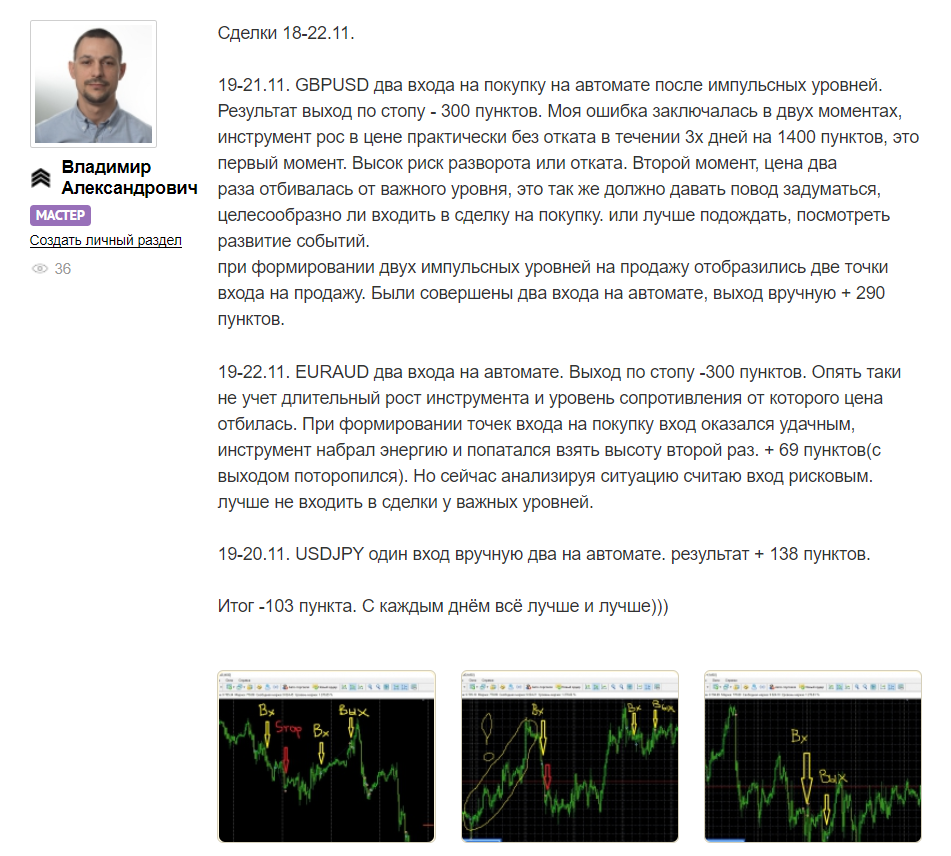 Сделки 18-22.11.
Владимир
Александрович
МАСТЕР
Создать личный раздел
36
19-21.11. GBPUSD два входа на покупку на автомате после импульсных уровней.
Результат выход по стопу - 300 пунктов. Моя ошибка заключалась в двух моментах,
инструмент рос в цене практически без отката в течении 3х дней на 1400 пунктов, это
первый момент. Высок риск разворота или отката. Второй момент, цена два
раза отбивалась от важного уровня, это так же должно давать повод задуматься,
целесообразно ли входить в сделку на покупку. или лучше подождать, посмотреть
развитие событий.
при формировании двух импульсных уровней на продажу отобразились две точки
входа на продажу. Были совершены два входа на автомате, выход вручную + 290
пунктов.
19-22.11. EURAUD два входа на автомате. Выход по стопу -300 пунктов. Опять таки
не учет длительный рост инструмента и уровень сопротивления от которого цена
отбилась. При формировании точек входа на покупку вход оказался удачным,
инструмент набрал энергию и попатался взять высоту второй раз. + 69 пунктов(с
выходом поторопился). Но сейчас анализируя ситуацию считаю вход рисковым.
лучше не входить в сделки у важных уровней.
19-20.11. USDJPY один вход вручную два на автомате. результат + 138 пунктов.
Итог -103 пункта. С каждым днём всё лучше и лучше)))
Вх
Stop
Вх
Вых
Вх
Вх
Вых
Вх
Вых